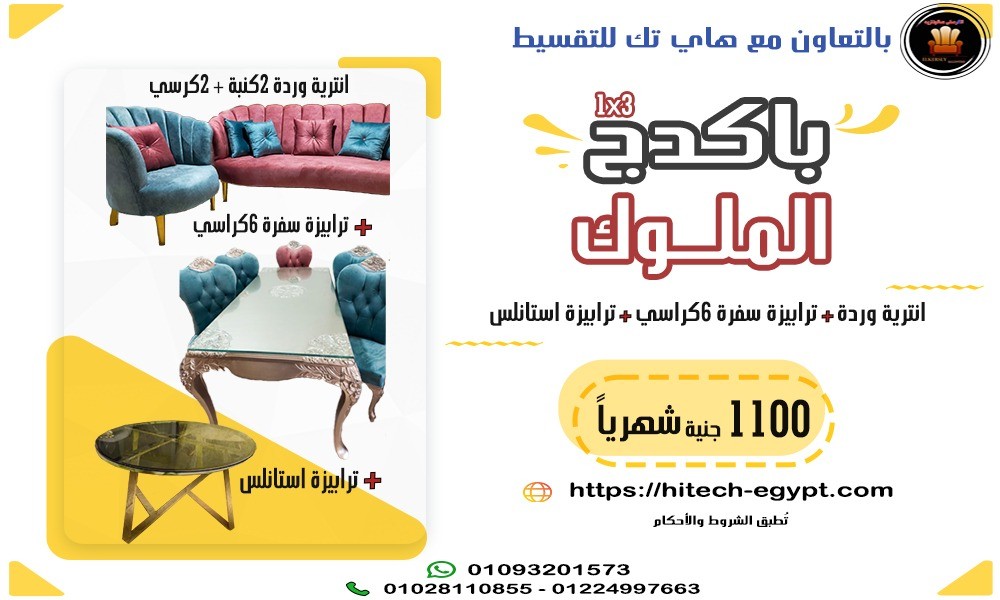 بالتعاون مع هاي تك للتقسيط
باكدج
1x3
الملوك
انترية وردة + ترابيزة سفرة 6كراسي + ترابيزة استانلس
1100 جنية شهرياً
https://hitech-egypt.com
تُطبق الشروط والأحكام
انترية وردة 2كنبة + 2كرسي
+ ترابيزة سفرة 6كراسي
+ ترابيزة استانلس
01093201573
01028110855 - 01224997663